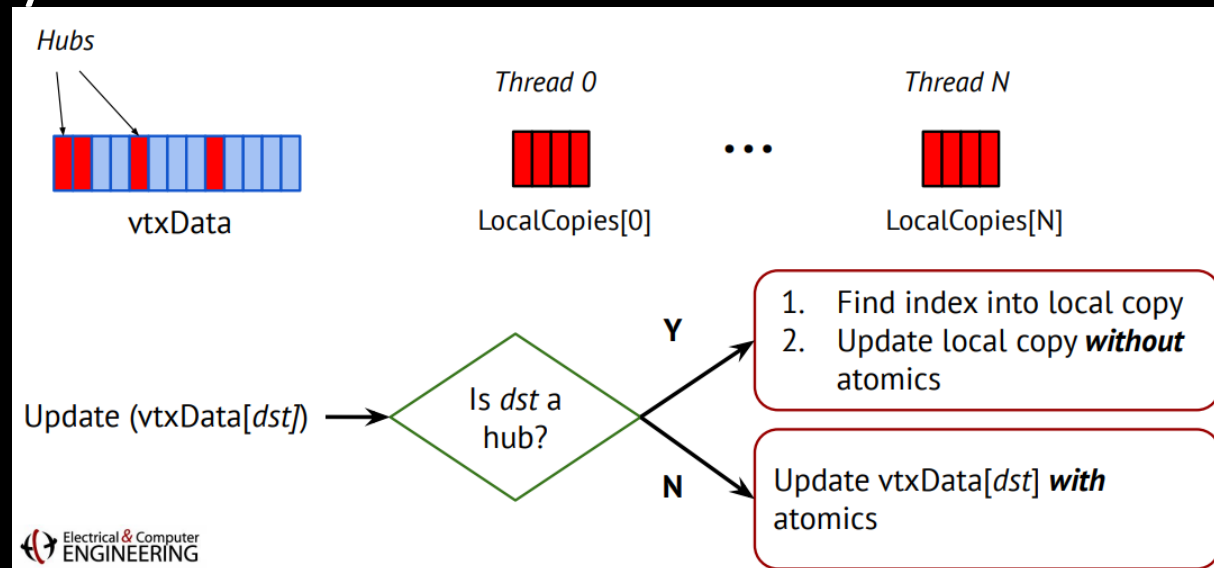 Hubs
Thread 0
Thread N
•••
vtxData
LocalCopies[0]
LocalCopies[N]
1. Find index into local copy
2. Update local copy without
atomics
Y
Update (vtxData[dst])
Is dst a
hub?
N
Update vtxData[dst] with
atomics
Electrical & Computer
ENGINEERING